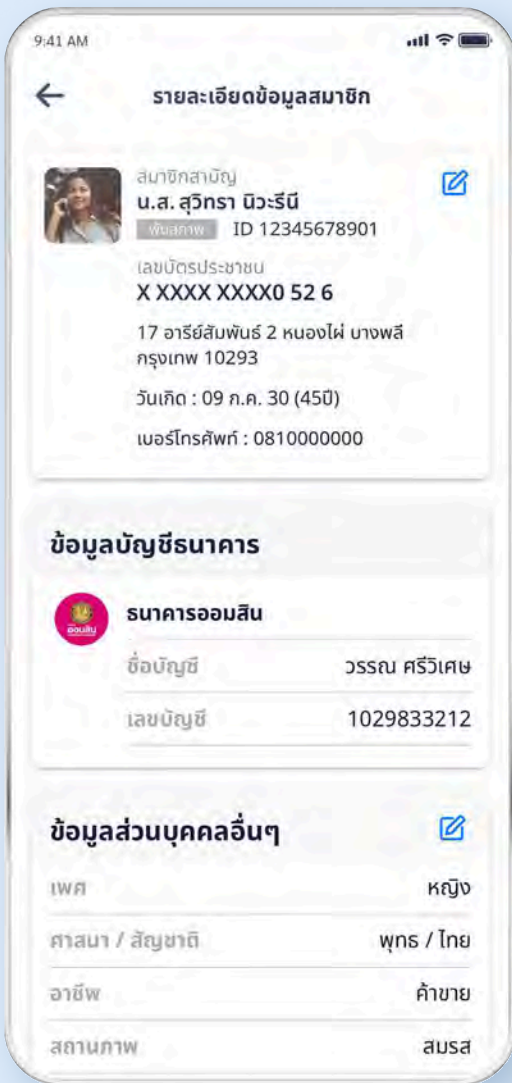 9:41 AM
รายละเอียดข้อมูลสมาชิก
สมาชิกสามัญ
น.ส. สุวิทรา นิวะรีนี
พ้นสภาพ ID 12345678901
เลขบัตรประชาชน
X XXXX XXXX0 52 6
17 อารีย์สัมพันธ์ 2 หนองไผ่ บางพลี
กรุงเทพ 10293
วันเกิด : 09 ก.ค. 30 (45ปี)
เบอร์โทรศัพท์ : 0810000000
ข้อมูลบัญชีธนาคาร
ออมสิน
ธนาคารออมสิน
ชื่อบัญชี วรรณ ศรีวิเศษ
เลขบัญชี 1029833212
ข้อมูลส่วนบุคคลอื่นๆ
เพศ หญิง
ศาสนา / สัญชาติ พุทธ / ไทย
อาชีพ ค้าขาย
สถานภาพ สมรส